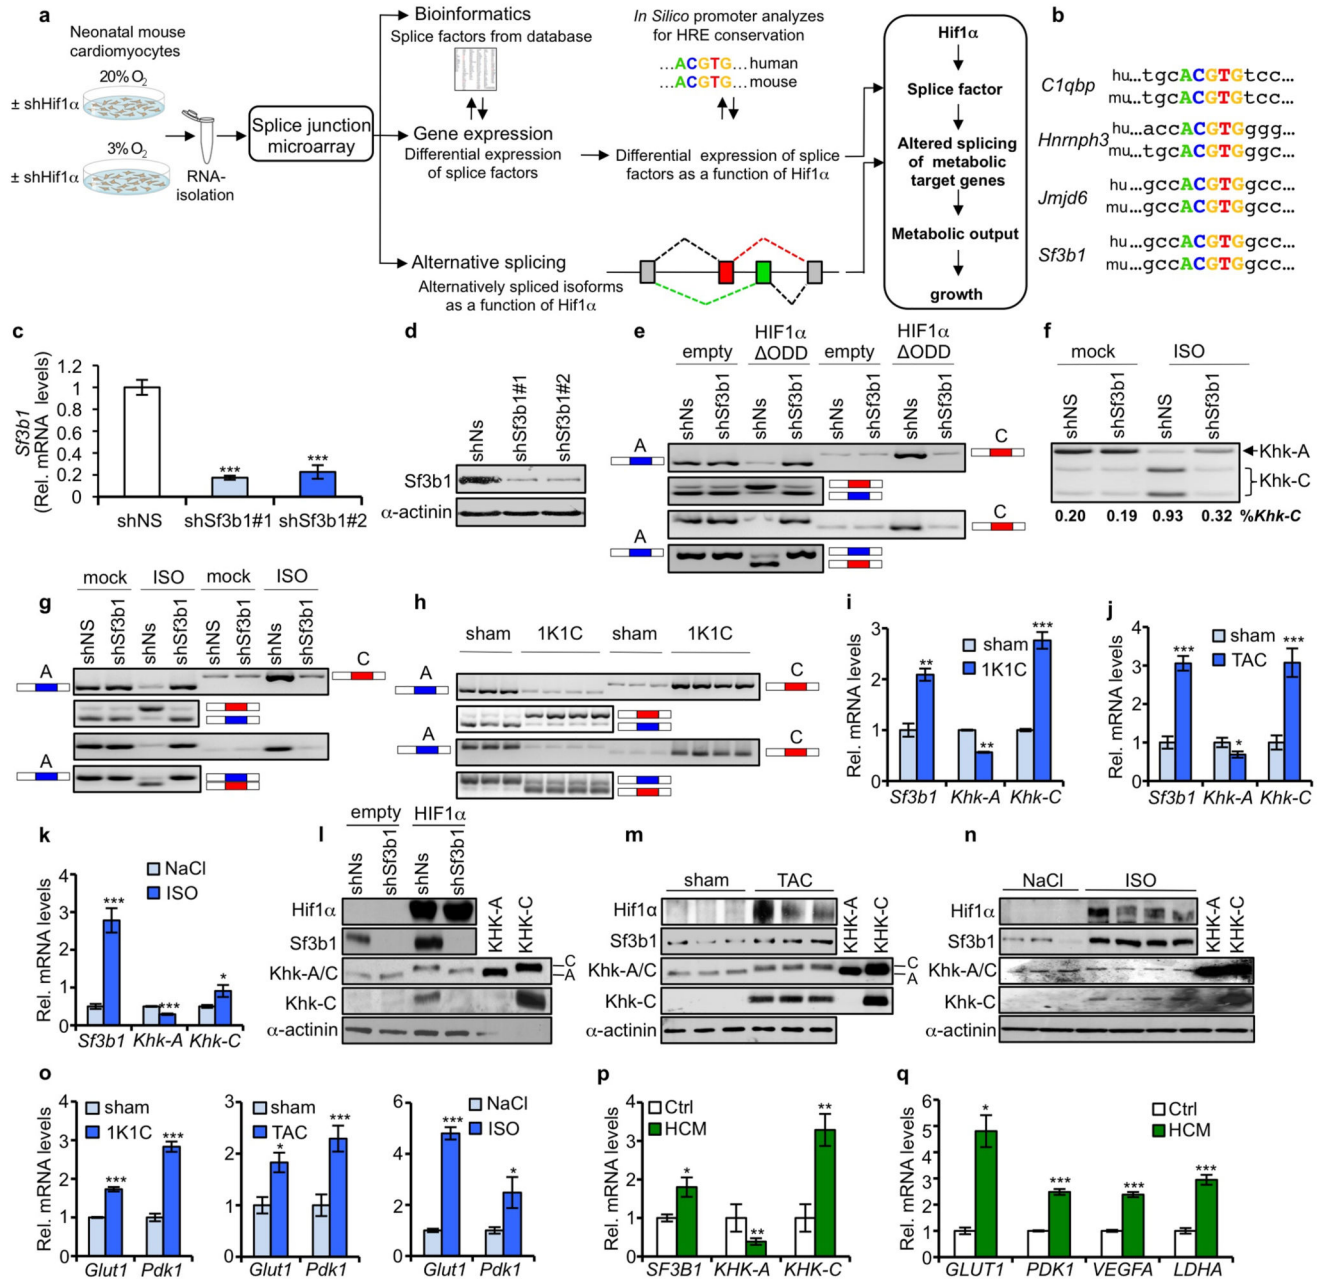 a
Neonatal mouse
cardiomyocytes
20% O2
± shHif1α
3% O2
± shHif1α
RNA-
isolation
Splice junction
microarray
Bioinformatics
Splice factors from database
Gene expression
Differential expression
of splice factors
Alternative splicing
Alternatively spliced isoforms
as a function of Hif1α
In Silico promoter analyzes
for HRE conservation
...ACGTG...human
...ACGTG...mouse
Differential expression of splice
factors as a function of Hif1α
Hif1α
Splice factor
Altered splicing
of metabolic
target genes
Metabolic output
growth
b
C1qbp
hu...tgcACGTGtcc...
mu...tgcACGTGtcc...
Hnrnph3
hu...accACGTGggg...
mu...accACGTGggc...
Jmjd6
hu...gccACGTGgcc...
mu...gccACGTGgcc...
Sf3b1
hu...gccACGTGgcc...
mu...gccACGTGgcc...
c
Sf3b1
(Rel. mRNA levels)
1.2
1
0.8
0.6
0.4
0.2
0
***
***
shNS shSf3b1#1 shSf3b1#2
d
shNs
shSf3b1#1
shSf3b1#2
Sf3b1
α-actinin
e
empty
HIF1α
ΔODD
empty
HIF1α
ΔODD
shNs
shSf3b1
shNs
shSf3b1
shNs
shSf3b1
shNs
shSf3b1
A
C
C
A
f
mock
ISO
shNS
shSf3b1
shNS
shSf3b1
Khk-A
Khk-C
0.20 0.19 0.93 0.32 %Khk-C
g
mock ISO mock ISO
shNS
shSf3b1
shNs
shSf3b1
shNS
shSf3b1
shNs
shSf3b1
A
C
A
h
sham 1K1C sham 1K1C
A
C
A
C
i
Rel. mRNA levels
3
2
1
0
sham
1K1C
**
**
***
Sf3b1 Khk-A Khk-C
j
Rel. mRNA levels
4
3
2
1
0
sham
TAC
***
*
***
Sf3b1 Khk-A Khk-C
k
Rel. mRNA levels
4
3
2
1
0
NaCl
ISO
***
***
*
Sf3b1 Khk-A Khk-C
l
empty HIF1α
shNs
shSf3b1
shNs
shSf3b1
KHK-A
KHK-C
Hif1α
Sf3b1
Khk-A/C
C
A
Khk-C
α-actinin
m
sham TAC
KHK-A
KHK-C
Hif1α
Sf3b1
Khk-A/C
C
A
Khk-C
α-actinin
n
NaCl ISO
KHK-A
KHK-C
Hif1α
Sf3b1
Khk-A/C
Khk-C
α-actinin
o
Rel. mRNA levels
4
3
2
1
0
sham
1K1C
***
***
Glut1 Pdk1
3
2
1
0
sham
TAC
*
***
Glut1 Pdk1
6
4
2
0
NaCl
ISO
***
*
Glut1 Pdk1
p
Rel. mRNA levels
4
3
2
1
0
Ctrl
HCM
*
**
**
SF3B1 KHK-A KHK-C
q
Rel. mRNA levels
6
5
4
3
2
1
0
Ctrl
HCM
*
***
***
***
GLUT1 PDK1 VEGFA LDHA